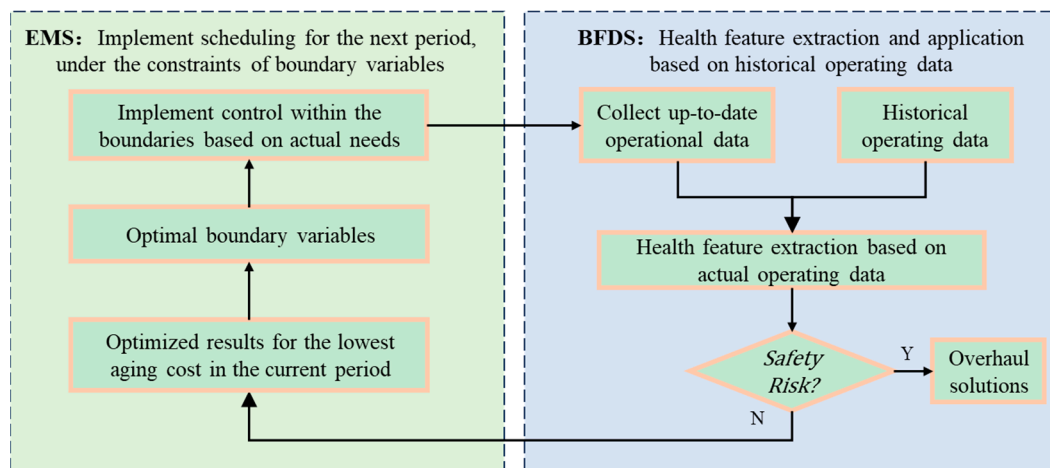 EMS: Implement scheduling for the next period,
under the constraints of boundary variables
Implement control within the
boundaries based on actual needs
Optimal boundary variables
Optimized results for the lowest
aging cost in the current period
BFDS: Health feature extraction and application
based on historical operating data
Collect up-to-date
operational data
Historical
operating data
Health feature extraction based on
actual operating data
Safety
Risk?
Y
Overhaul
solutions
N